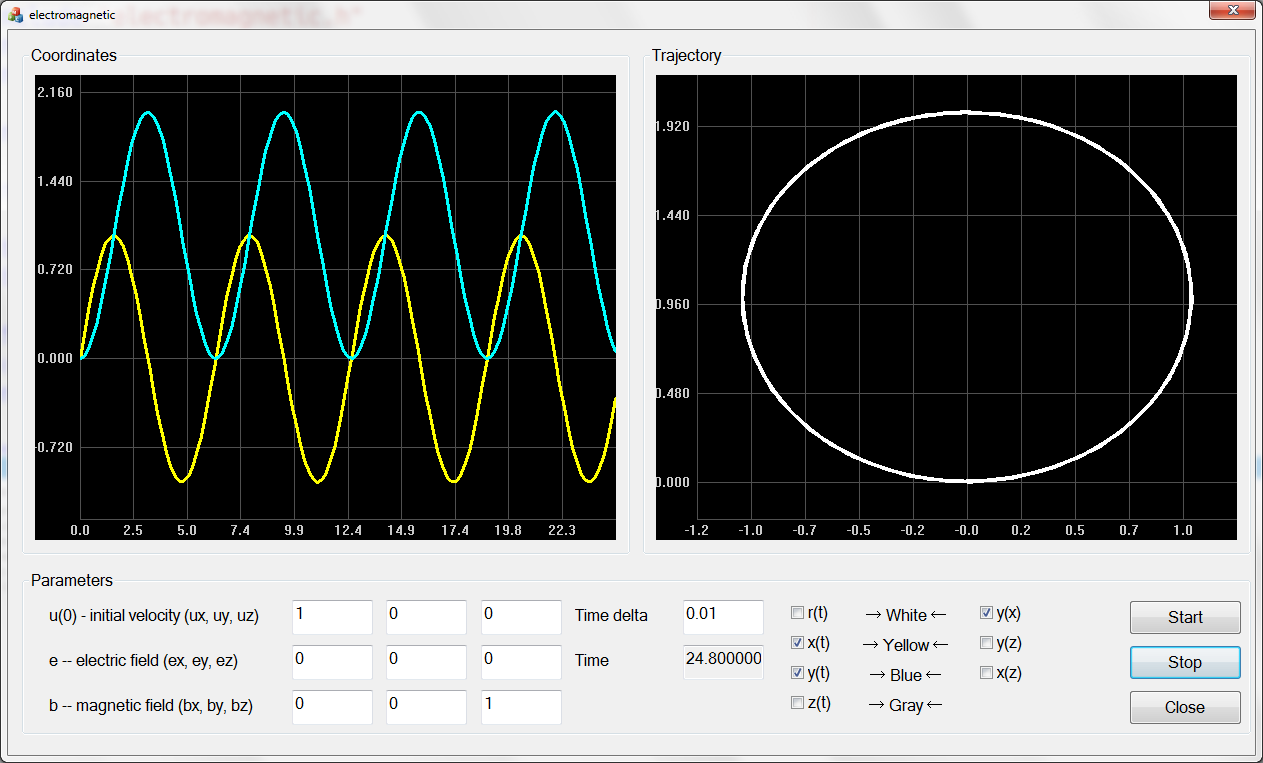 electromagnetic
electromagnetic.h"
Coordinates
2.160
1.440
0.720
0.000
-0.720
0.0 2.5 5.0 7.4 9.9 12.4 14.9 17.4 19.8 22.3
Trajectory
1.920
1.440
0.960
0.480
0.000
-1.2 -1.0 -0.7 -0.5 -0.2 -0.0 0.2 0.5 0.7 1.0
Parameters
u(0) - initial velocity (ux, uy, uz) 1 0 0 Time delta 0.01 r(t) → White ← y(x) Start
x(t) → Yellow ← y(z)
e -- electric field (ex, ey, ez) 0 0 0 Time 24.800000 Stop
y(t) → Blue ← x(z)
b -- magnetic field (bx, by, bz) 0 0 1 z(t) → Gray ← Close